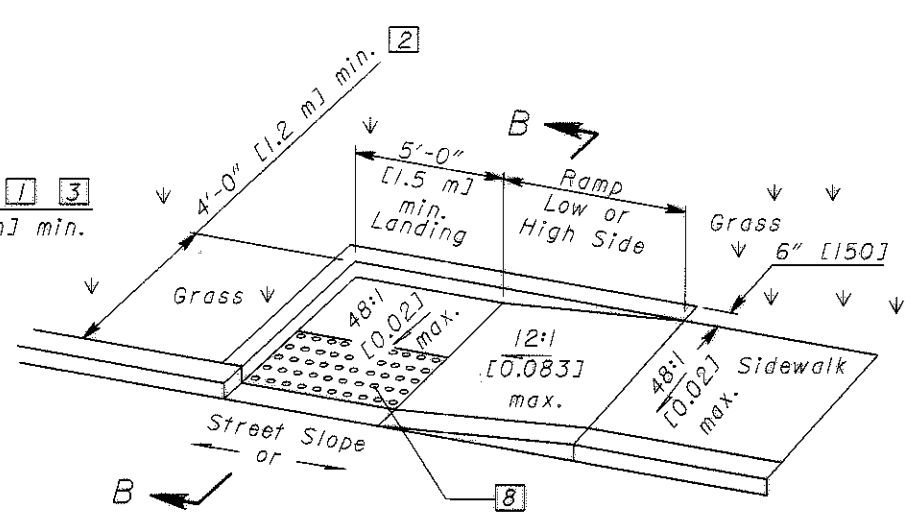 4'-0" [1.2 m] min. 2
1 3
m] min.
5'-0"
[1.5 m]
min.
Landing
B
Ramp
Low or
High Side
Grass
6" [150]
Grass
48:1
[0.02]
max.
12:1
[0.083]
max.
48:1
[0.02]
max.
Sidewalk
Street Slope
or
B
8